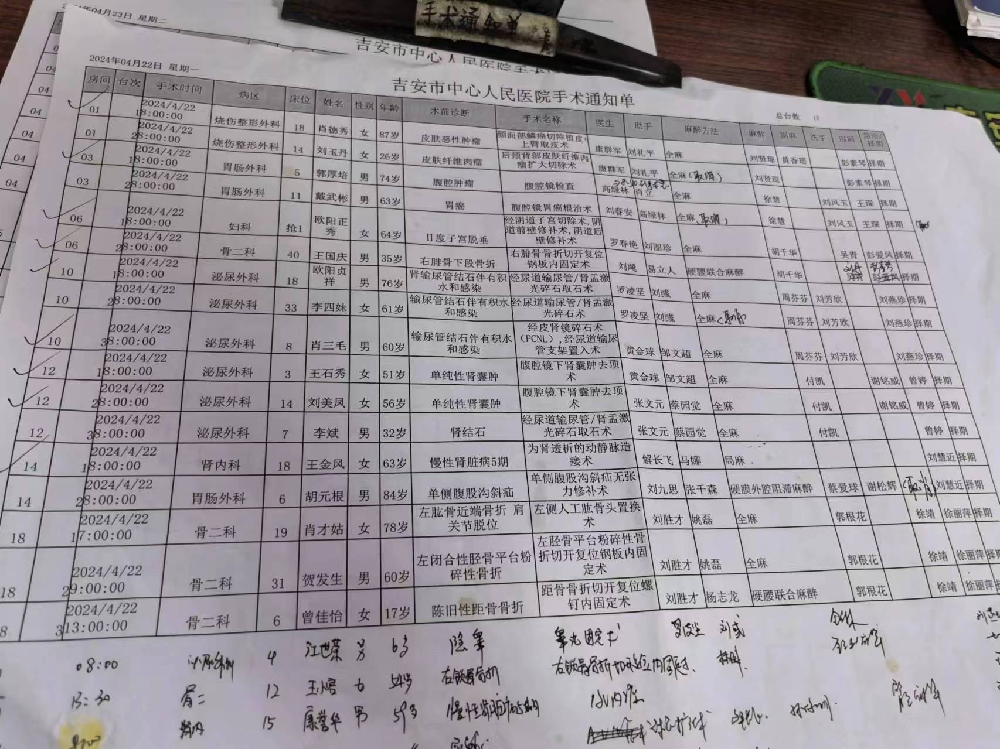 2024年04月23日 星期二
手术通知单
吉安市中心人民医院手术
2024年04月22日 星期一
吉安市中心人民医院手术通知单
总台数 17
房间 台次 手术时间 病区 床位 姓名 性别 年龄 术前诊断 手术名称 医生 助手 麻醉方法 麻醉 副麻 洗手 巡回 急诊/择期
01 1 2024/4/22 8:00:00 烧伤整形外科 18 肖德秀 女 87岁 皮肤恶性肿瘤 颜面部鳞癌切除植皮+上臂取皮术 康群军 刘礼平 全麻 刘贤琼 黄香瑶 彭素琴 择期
01 2 2024/4/22 8:00:00 烧伤整形外科 14 刘玉丹 女 26岁 皮肤纤维肉瘤 后颈背部皮肤纤维肉瘤扩大切除术 康群军 刘礼平 全麻(取消) 刘贤琼 彭素琴 择期
03 1 2024/4/22 8:00:00 胃肠外科 5 郭厚培 男 74岁 腹腔肿瘤 腹腔镜检查 高绿林 肖立 全麻 徐慧 刘风玉 王琛 择期
03 2 2024/4/22 8:00:00 胃肠外科 11 戴武彬 男 63岁 胃癌 腹腔镜胃癌根治术 刘春安 高绿林 全麻(取消) 徐慧 刘风玉 王琛 择期
06 1 2024/4/22 8:00:00 妇科 抢1 欧阳正秀 女 64岁 Ⅱ度子宫脱垂 经阴道子宫切除术,阴道前壁修补术,阴道后壁修补术 罗春艳 刘丽珍 全麻 胡千华 吴青 彭爱凤 择期
06 2 2024/4/22 8:00:00 骨二科 40 王国庆 男 35岁 右腓骨下段骨折 右腓骨骨折切开复位钢板内固定术 刘飚 易立人 硬腰联合麻醉 胡千华 吴青 彭爱凤 择期
10 1 2024/4/22 8:00:00 泌尿外科 18 欧阳贞祥 男 76岁 肾输尿管结石伴有积水和感染 经尿道输尿管/肾盂激光碎石取石术 罗凌坚 刘彧 全麻 周芬芬 刘芳欣 刘燕珍 择期
10 2 2024/4/22 8:00:00 泌尿外科 33 李四妹 女 61岁 输尿管结石伴有积水和感染 经尿道输尿管/肾盂激光碎石术 罗凌坚 刘彧 全麻 周芬芬 刘芳欣 刘燕珍 择期
10 3 2024/4/22 8:00:00 泌尿外科 8 肖三毛 男 60岁 输尿管结石伴有积水和感染 经皮肾镜碎石术（PCNL）,经尿道输尿管支架置入术 黄金球 邹文超 全麻 周芬芬 刘芳欣 刘燕珍 择期
12 1 2024/4/22 8:00:00 泌尿外科 3 王石秀 女 51岁 单纯性肾囊肿 腹腔镜下肾囊肿去顶术 黄金球 邹文超 全麻 付凯 谢铭威 曾婷 择期
12 2 2024/4/22 8:00:00 泌尿外科 14 刘美凤 女 56岁 单纯性肾囊肿 腹腔镜下肾囊肿去顶术 张文元 蔡园觉 全麻 付凯 谢铭威 曾婷 择期
12 3 2024/4/22 8:00:00 泌尿外科 7 李斌 男 32岁 肾结石 经尿道输尿管/肾盂激光碎石取石术 张文元 蔡园觉 全麻 付凯 曾婷 择期
14 1 2024/4/22 8:00:00 肾内科 18 王金凤 女 63岁 慢性肾脏病5期 为肾透析的动静脉造瘘术 解长飞 马娜 局麻 刘慧近 择期
14 2 2024/4/22 8:00:00 胃肠外科 6 胡元根 男 84岁 单侧腹股沟斜疝 单侧腹股沟斜疝无张力修补术 刘九思 张千森 硬膜外腔阻滞麻醉 蔡爱球 谢松辉 (取消) 刘慧近 择期
18 1 2024/4/22 7:00:00 骨二科 19 肖才姑 女 78岁 左肱骨近端骨折 肩关节脱位 左侧人工肱骨头置换术 刘胜才 姚磊 全麻 郭根花 徐靖 徐丽萍 择期
18 2 2024/4/22 9:00:00 骨二科 31 贺发生 男 60岁 左闭合性胫骨平台粉碎性骨折 左胫骨平台粉碎性骨折切开复位钢板内固定术 刘胜才 姚磊 全麻 郭根花 徐靖 徐丽萍 择期
8 3 2024/4/22 13:00:00 骨二科 6 曾佳怡 女 17岁 陈旧性距骨骨折 距骨骨折切开复位螺钉内固定术 刘胜才 杨志龙 硬腰联合麻醉 郭根花 徐靖 徐丽萍 择
08:00 泌尿外科 4 江世荣 男 6岁 隐睾 睾丸固定术 刘彧 全麻
13:30 骨二 12 女 54岁 右锁骨骨折
肾内 15 康誉华 男 59岁 慢性肾脏病5期